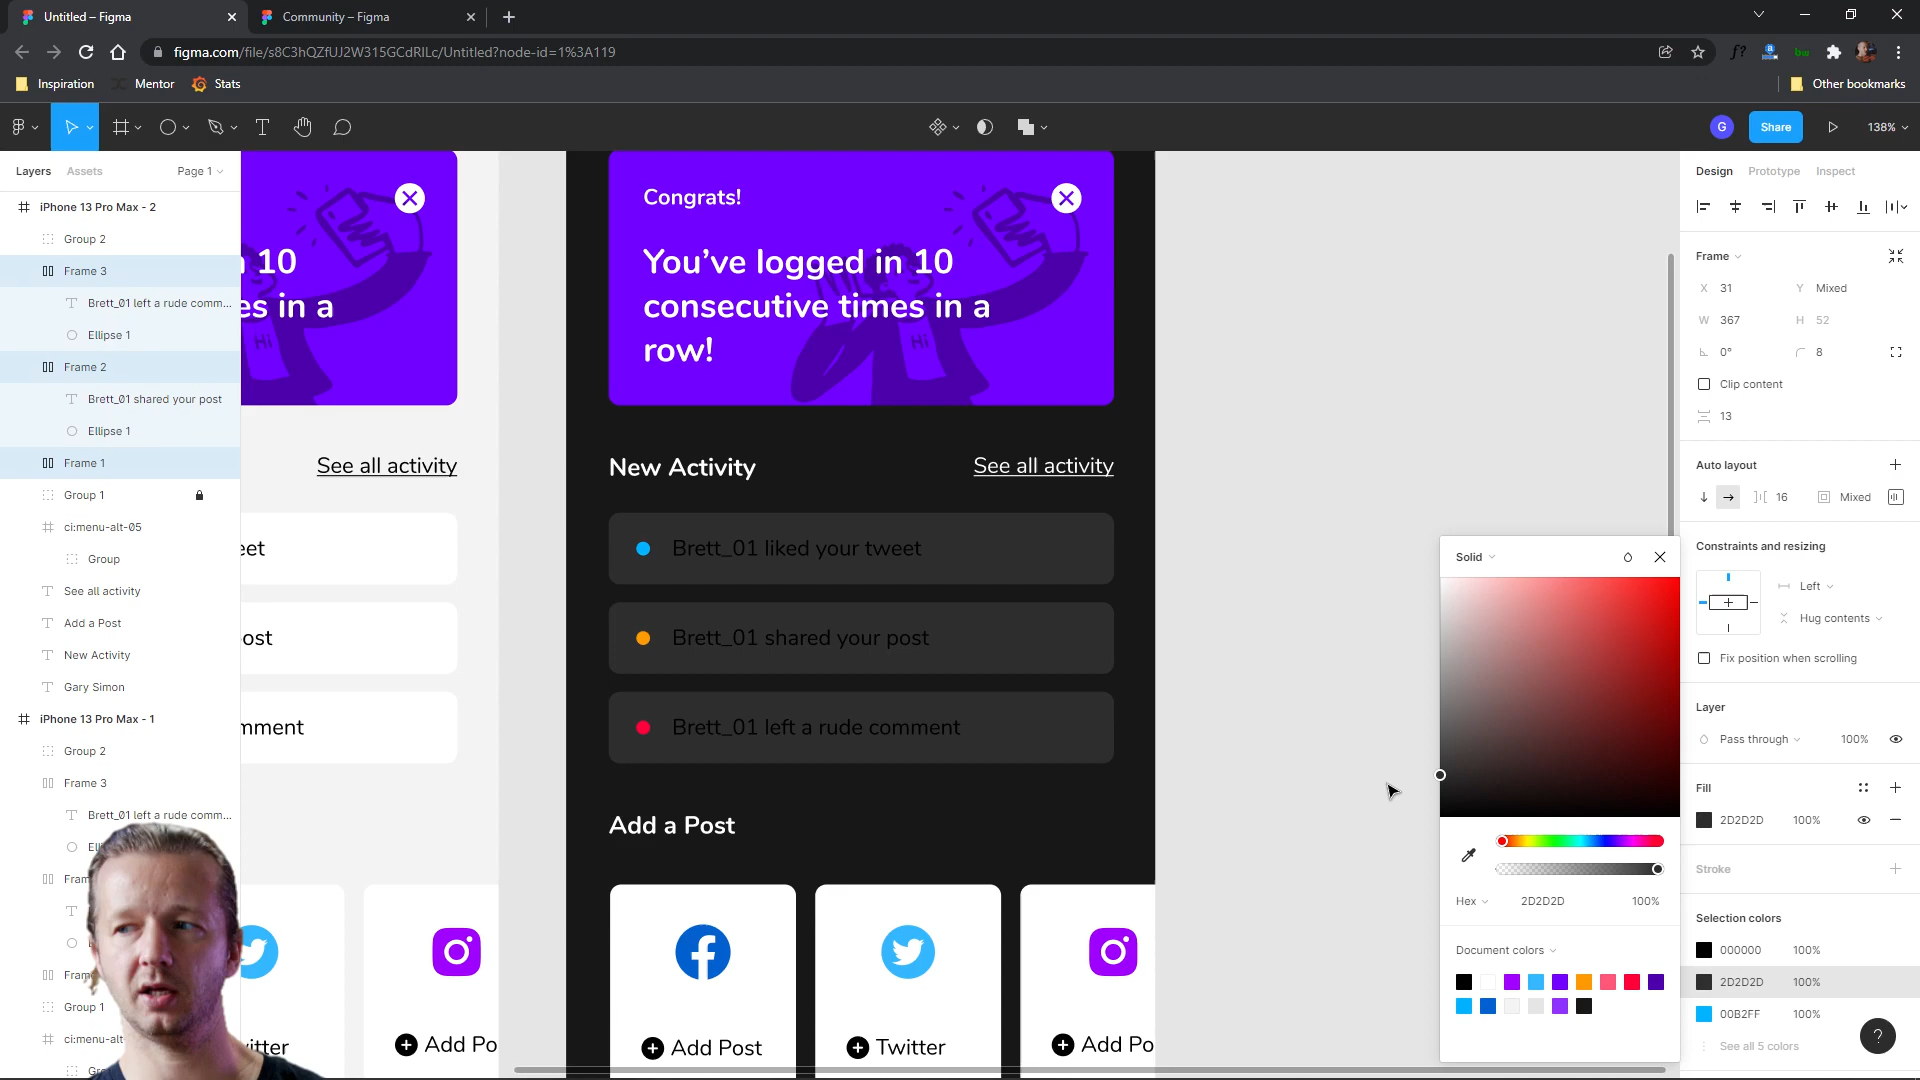 Untitled – Figma
Community – Figma
figma.com/file/s8C3hQZfUJ2W315GCdRILc/Untitled?node-id=1%3A119
Inspiration
Mentor
Stats
Other bookmarks
G
Share
138%
Layers
Assets
Page 1
Design
Prototype
Inspect
iPhone 13 Pro Max - 2
Group 2
Frame 3
Brett_01 left a rude comm...
Ellipse 1
Frame 2
Brett_01 shared your post
Ellipse 1
Frame 1
Group 1
ci:menu-alt-05
Group
See all activity
Add a Post
New Activity
Gary Simon
iPhone 13 Pro Max - 1
Group 2
Frame 3
Brett_01 left a rude comm...
Group 1
10
es in a
Hi
See all activity
eet
ost
mment
itter
Add Po
Congrats!
You've logged in 10
consecutive times in a
row!
Hi
New Activity
See all activity
Brett_01 liked your tweet
Brett_01 shared your post
Brett_01 left a rude comment
Add a Post
Add Post
Twitter
Add Po
Solid
Hex
2D2D2D
100%
Document colors
Frame
X 31
Y Mixed
W 367
H 52
0°
8
Clip content
13
Auto layout
16
Mixed
Constraints and resizing
Left
Hug contents
Fix position when scrolling
Layer
Pass through
100%
Fill
2D2D2D
100%
Stroke
Selection colors
000000
100%
2D2D2D
100%
00B2FF
100%
See all 5 colors
?